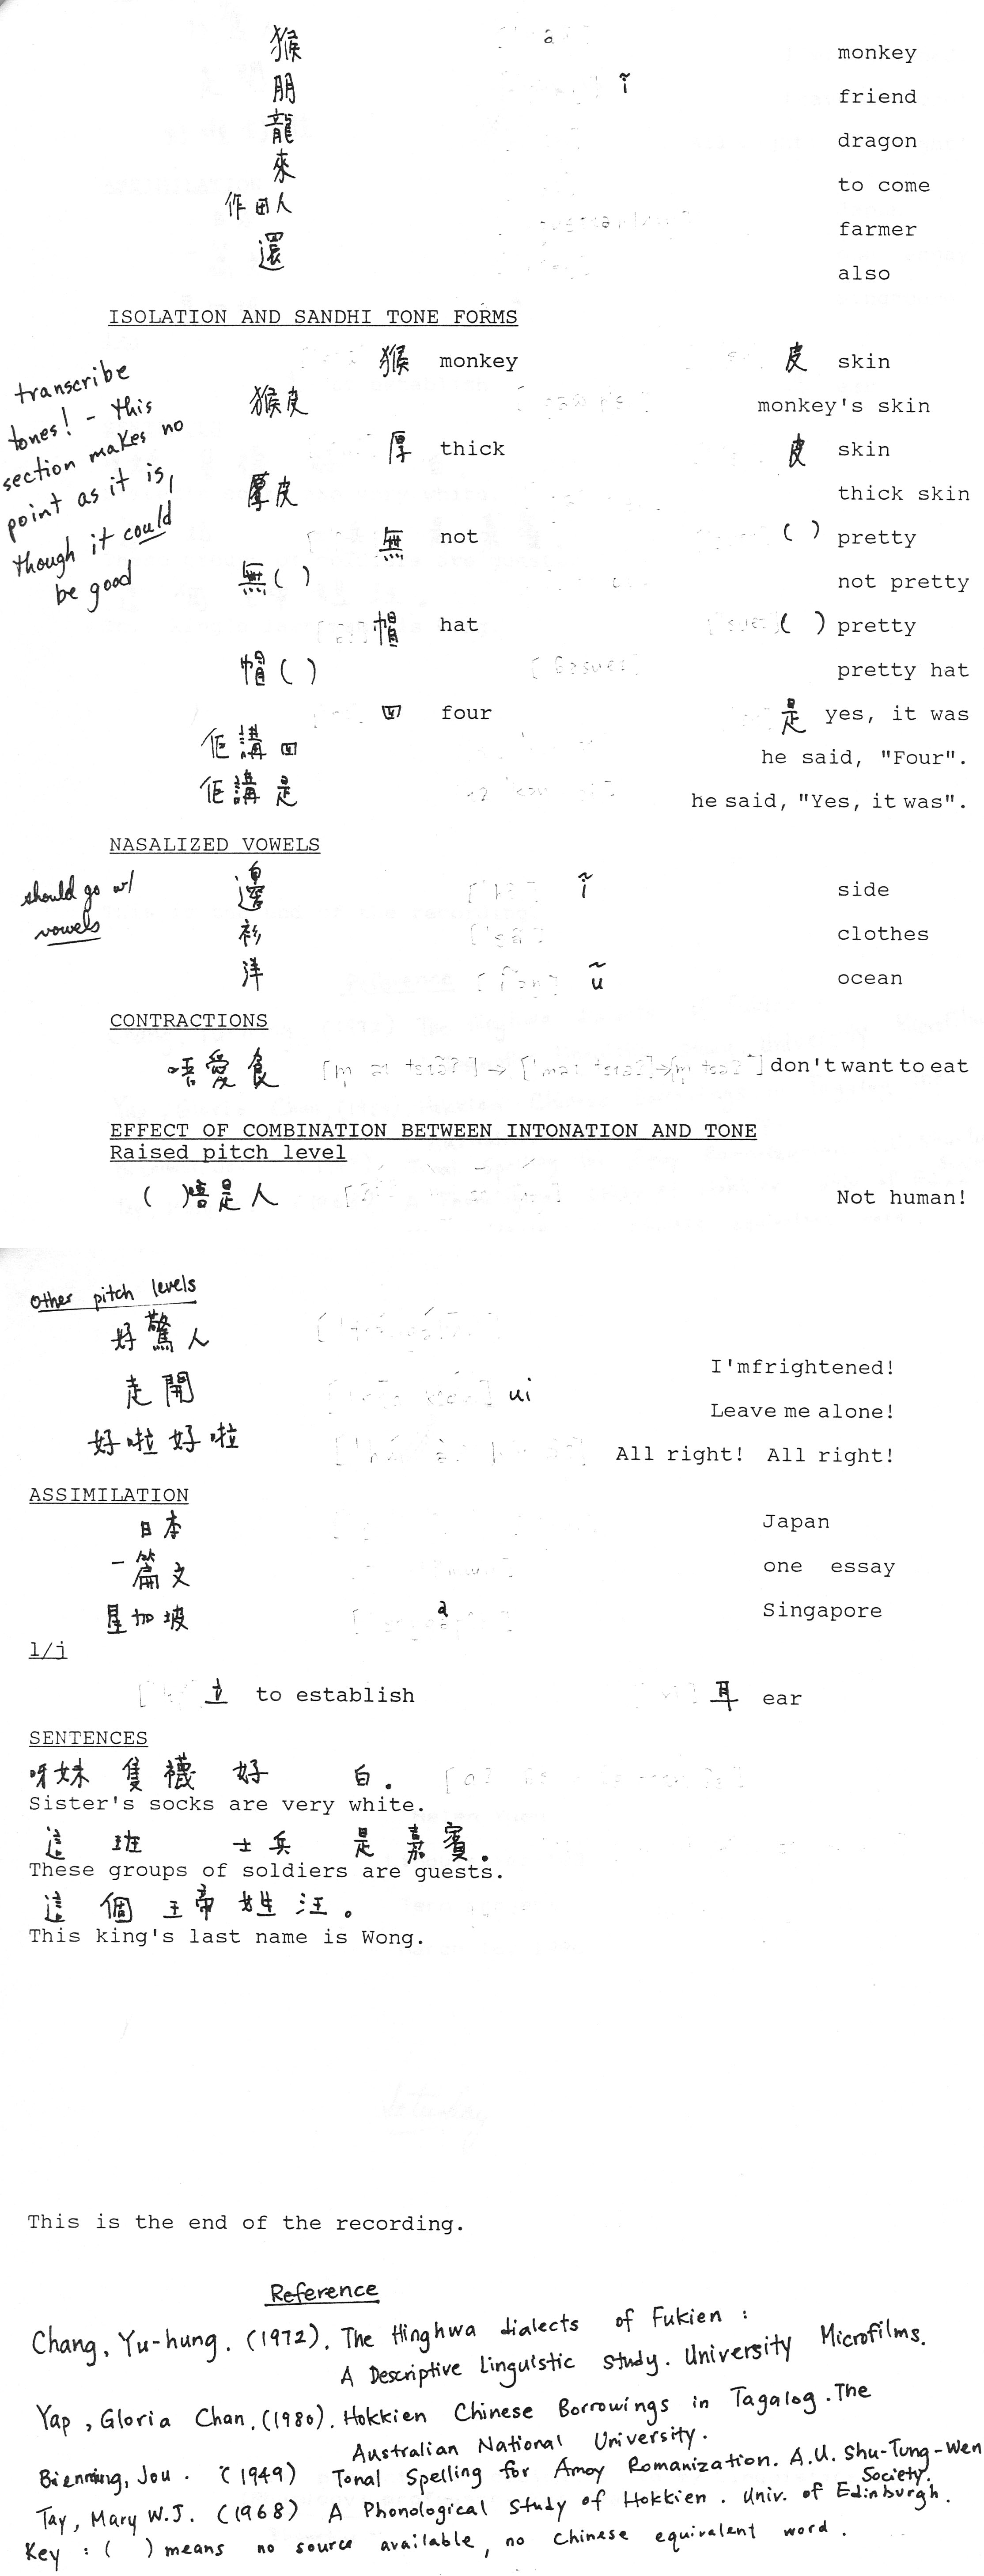 猴 a monkey
朋 ĩ friend
龍 dragon
來 to come
作田人 farmer
還 also
ISOLATION AND SANDHI TONE FORMS
transcribe tones! - this section makes no point as it is, though it could be good
猴 monkey 皮 skin
猴皮 monkey's skin
厚 thick 皮 skin
厚皮 thick skin
無 not ( ) pretty
無( ) not pretty
帽 hat ( ) pretty
帽( ) pretty hat
四 four 是 yes, it was
佢講四 he said, "Four".
佢講是 he said, "Yes, it was".
NASALIZED VOWELS
should go w/ vowels
邊 ĩ side
衫 clothes
洋 ũ ocean
CONTRACTIONS
唔愛食 don't want to eat
EFFECT OF COMBINATION BETWEEN INTONATION AND TONE
Raised pitch level
( )唔是人 Not human!
Other pitch levels
好驚人 I'm frightened!
走開 ui Leave me alone!
好啦好啦 All right! All right!
ASSIMILATION
日本 Japan
一篇文 one essay
星加坡 a Singapore
l/j
立 to establish 耳 ear
SENTENCES
呀妹 隻 襪 好 白.
Sister's socks are very white.
這 班 士兵 是 嘉賓.
These groups of soldiers are guests.
這 個 王帝 姓 汪。
This king's last name is Wong.
This is the end of the recording.
Reference
Chang, Yu-hung. (1972). The Hinghwa dialects of Fukien :
A Descriptive Linguistic study. University Microfilms.
Yap, Gloria Chan. (1980). Hokkien Chinese Borrowings in Tagalog. The
Australian National University.
Bienming, Jou. (1949) Tonal Spelling for Amoy Romanization. A.U. Shu-Tung-Wen Society.
Tay, Mary W.J. (1968) A Phonological Study of Hokkien. Univ. of Edinburgh.
Key : ( ) means no source available, no Chinese equivalent word.